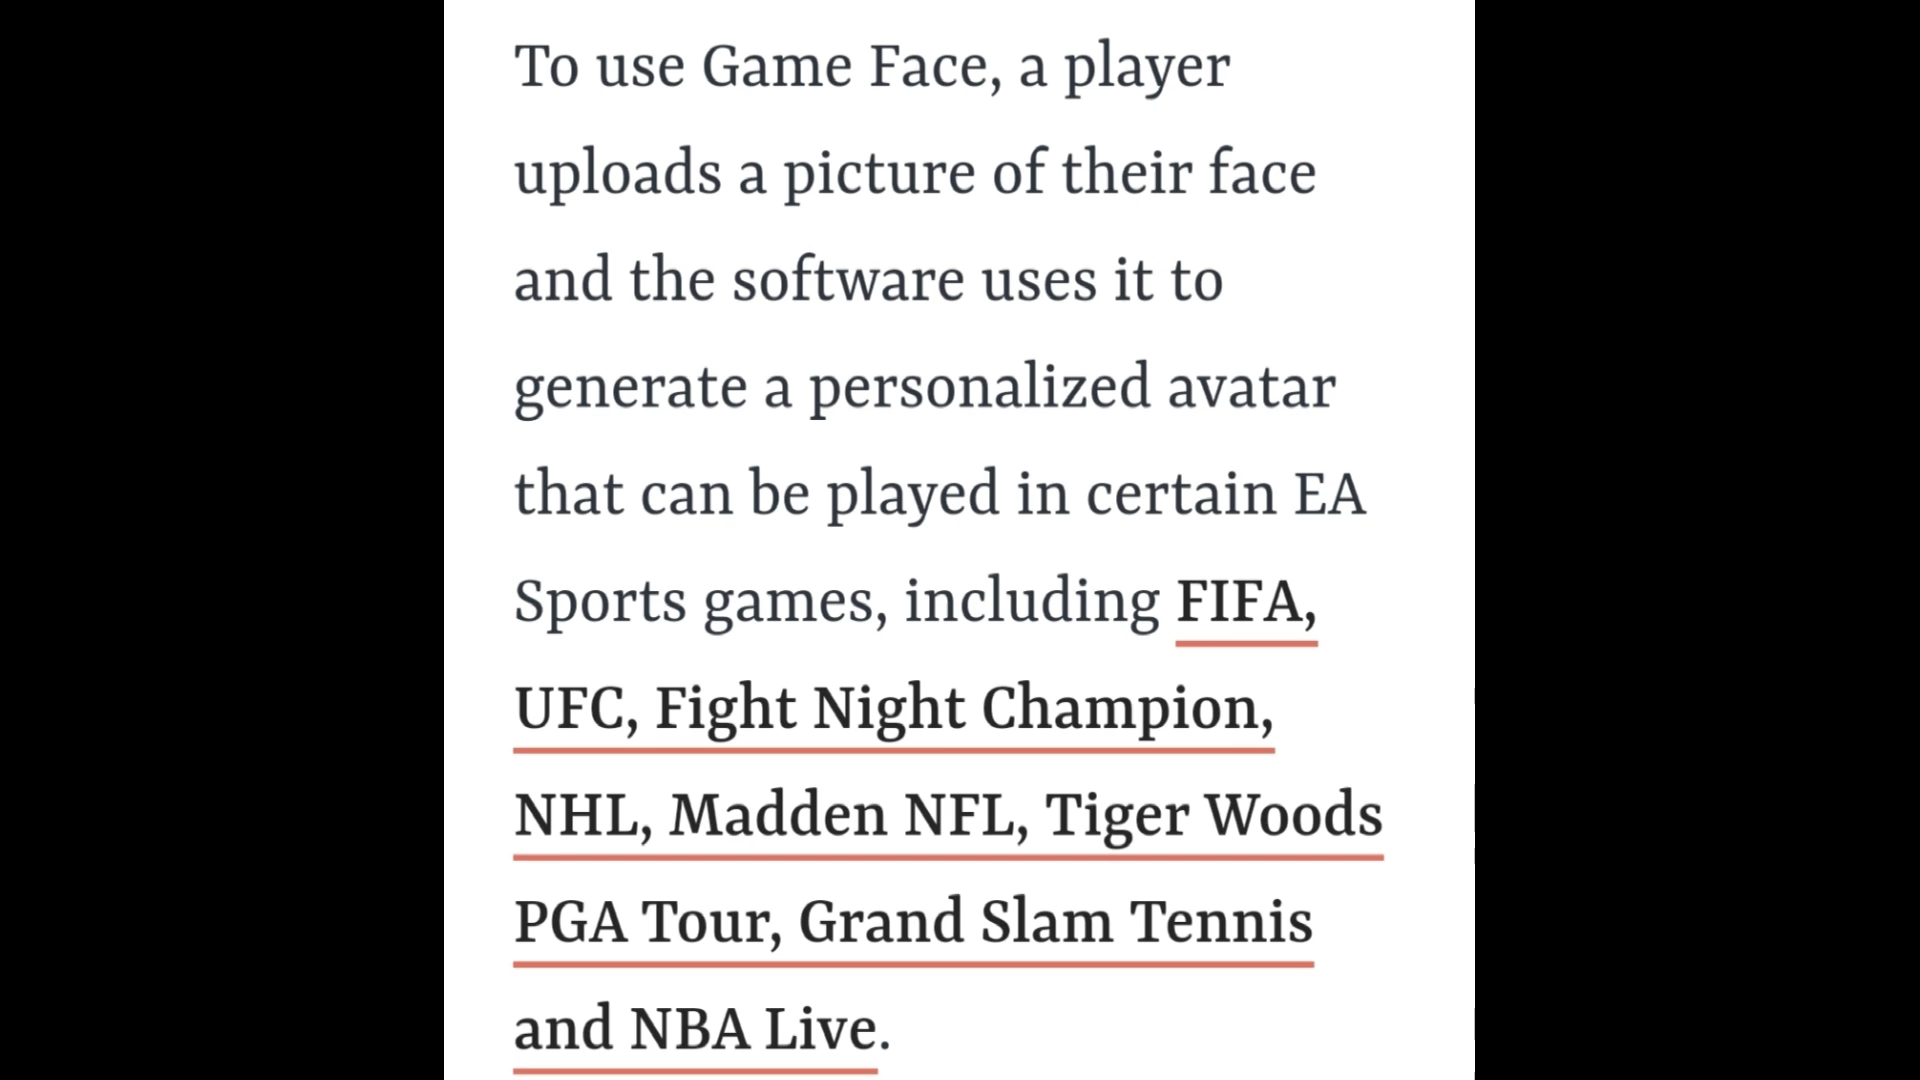 To use Game Face, a player
uploads a picture of their face
and the software uses it to
generate a personalized avatar
that can be played in certain EA
Sports games, including FIFA,
UFC, Fight Night Champion,
NHL, Madden NFL, Tiger Woods
PGA Tour, Grand Slam Tennis
and NBA Live.